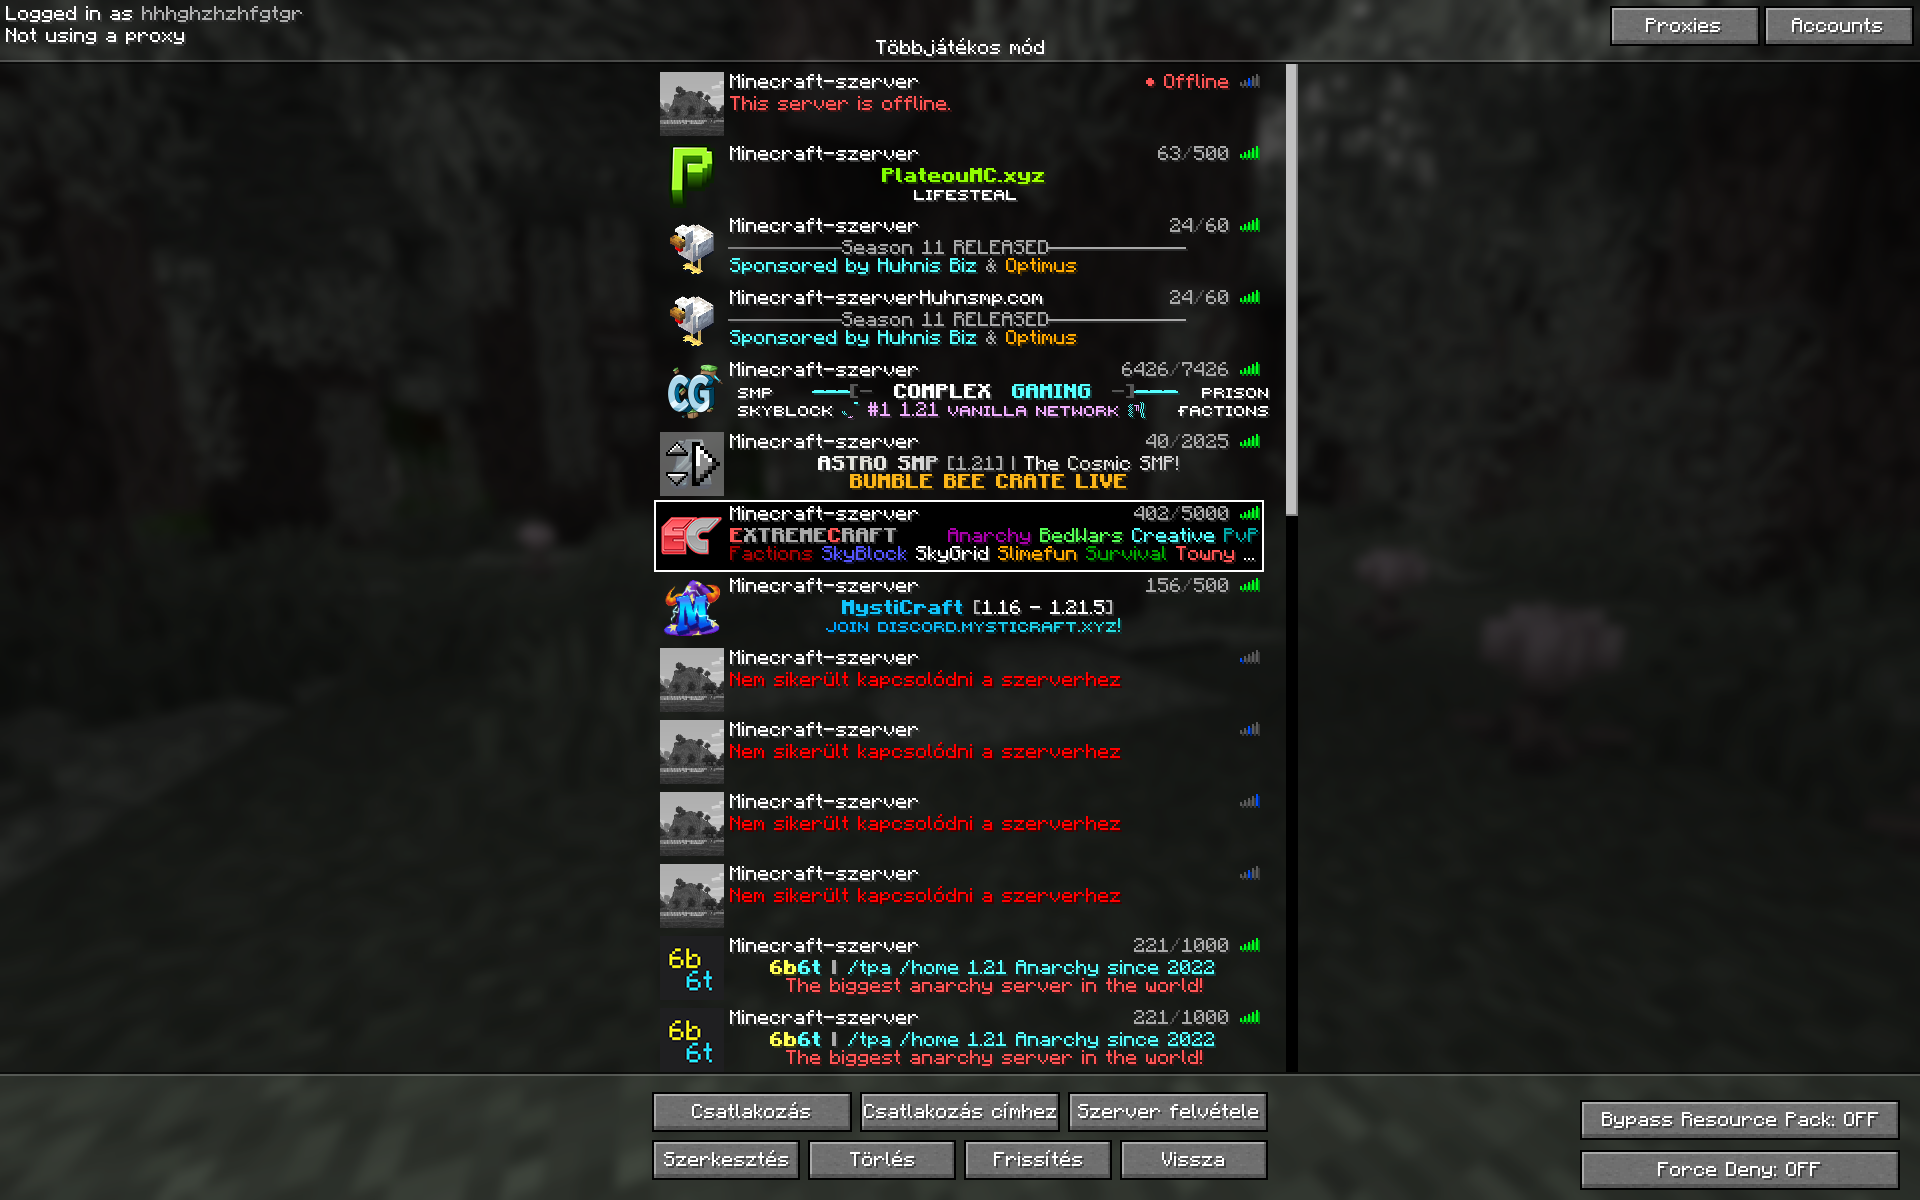 Logged in as hhhghzhzhfgtgr
Not using a proxy
Proxies
Accounts
Többjátékos mód
Minecraft-szerver
• Offline
This server is offline.
P
Minecraft-szerver
63/500
PlateouMC.xyz
LIFESTEAL
Minecraft-szerver
24/60
Season 11 RELEASED
Sponsored by Huhnis Biz & Optimus
Minecraft-szerverHuhnsmp.com
24/60
Season 11 RELEASED
Sponsored by Huhnis Biz & Optimus
CG
Minecraft-szerver
6426/7426
SMP [- COMPLEX GAMING -] PRISON
SKYBLOCK #1 1.21 VANILLA NETWORK FACTIONS
Minecraft-szerver
40/2025
ASTRO SMP [1.21] | The Cosmic SMP!
BUMBLE BEE CRATE LIVE
EC
Minecraft-szerver
402/5000
EXTREMECRAFT Anarchy BedWars Creative PvP
Factions SkyBlock SkyGrid Slimefun Survival Towny ...
M
Minecraft-szerver
156/500
MystiCraft [1.16 - 1.21.5]
JOIN DISCORD.MYSTICRAFT.XYZ!
Minecraft-szerver
Nem sikerült kapcsolódni a szerverhez
Minecraft-szerver
Nem sikerült kapcsolódni a szerverhez
Minecraft-szerver
Nem sikerült kapcsolódni a szerverhez
Minecraft-szerver
Nem sikerült kapcsolódni a szerverhez
6b
6t
Minecraft-szerver
221/1000
6b6t | /tpa /home 1.21 Anarchy since 2022
The biggest anarchy server in the world!
6b
6t
Minecraft-szerver
221/1000
6b6t | /tpa /home 1.21 Anarchy since 2022
The biggest anarchy server in the world!
Csatlakozás
Csatlakozás címhez
Szerver felvétele
Szerkesztés
Törlés
Frissítés
Vissza
Bypass Resource Pack: OFF
Force Deny: OFF